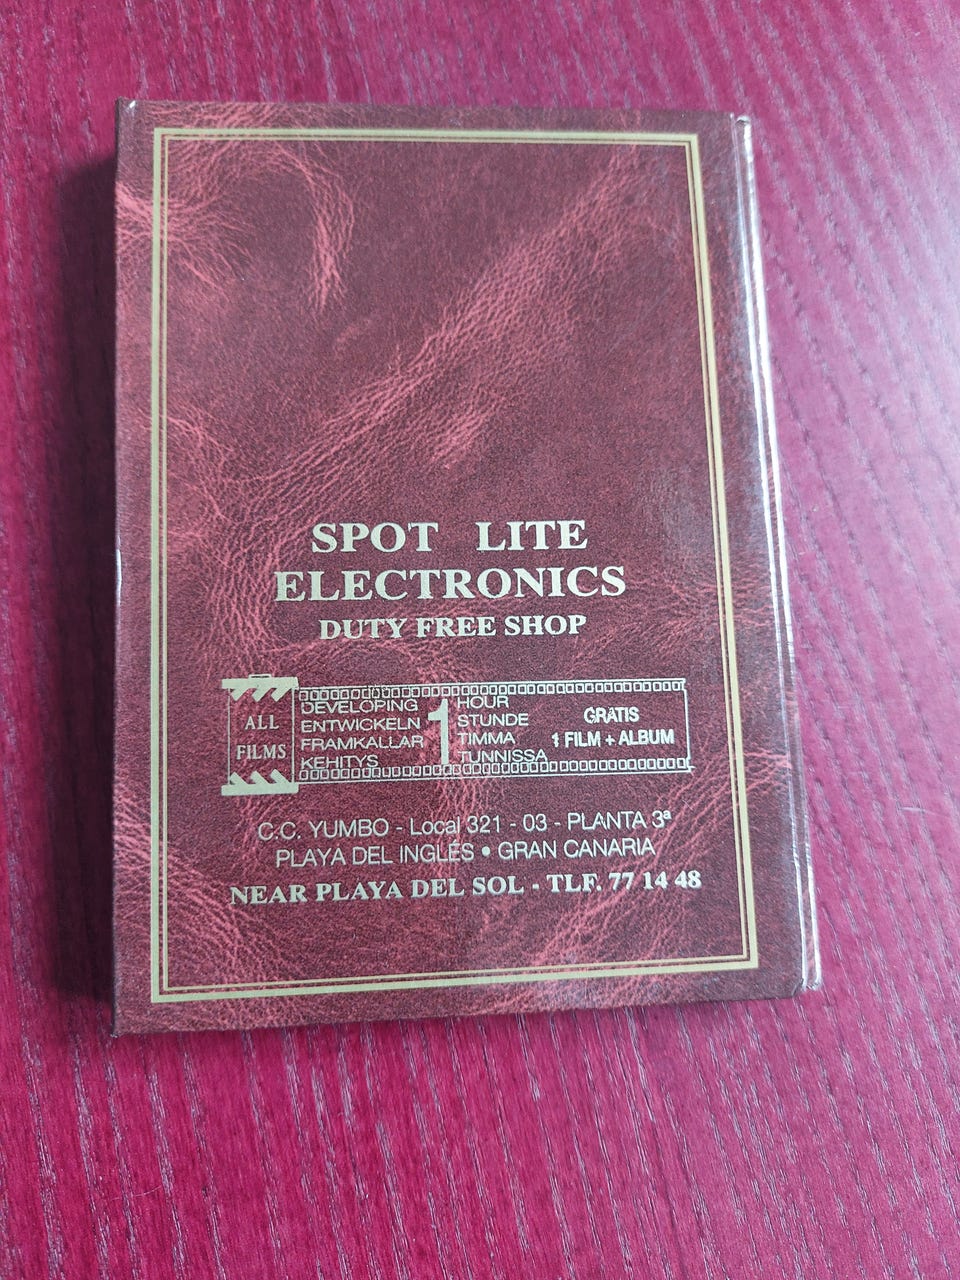 SPOT LITE
ELECTRONICS
DUTY FREE SHOP
ALL
FILMS
DEVELOPING
ENTWICKELN
FRAMKALLAR
KEHITYS
1
HOUR
STUNDE
TIMMA
TUNNISSA
GRATIS
1 FILM + ALBUM
C.C. YUMBO - Local 321 - 03 - PLANTA 3ª
PLAYA DEL INGLES • GRAN CANARIA
NEAR PLAYA DEL SOL - TLF. 77 14 48